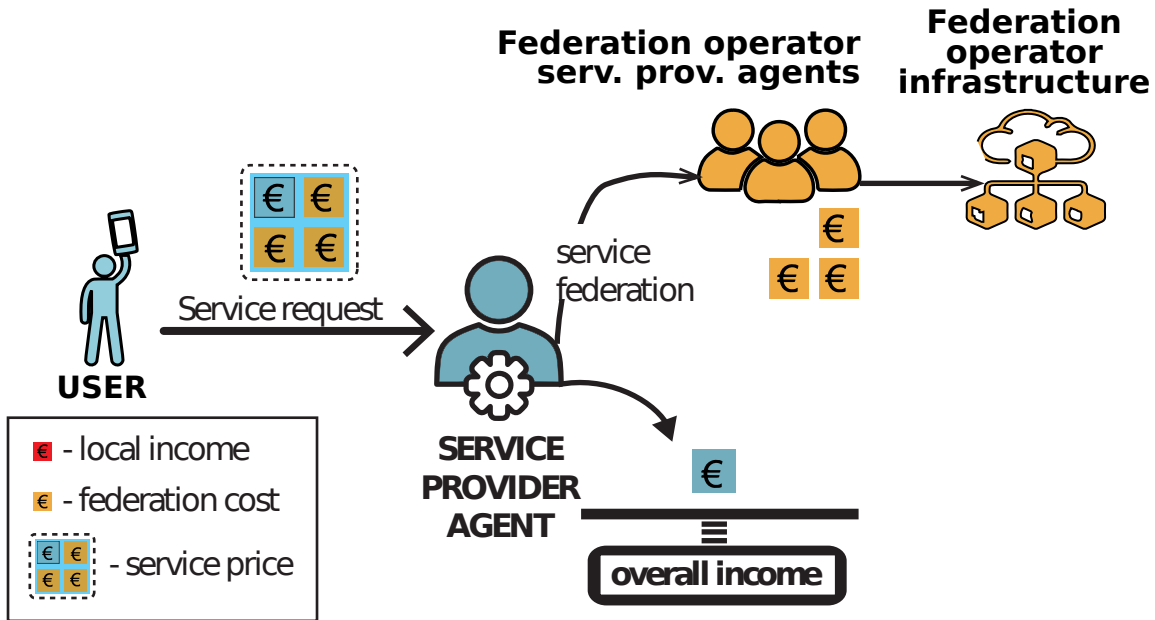 Federation operator
serv. prov. agents
Federation
operator
infrastructure
€ €
€ €
Service request
USER
service
federation
€
€ €
SERVICE
PROVIDER
AGENT
€
overall income
€ - local income
€ - federation cost
€ €
€ €
- service price